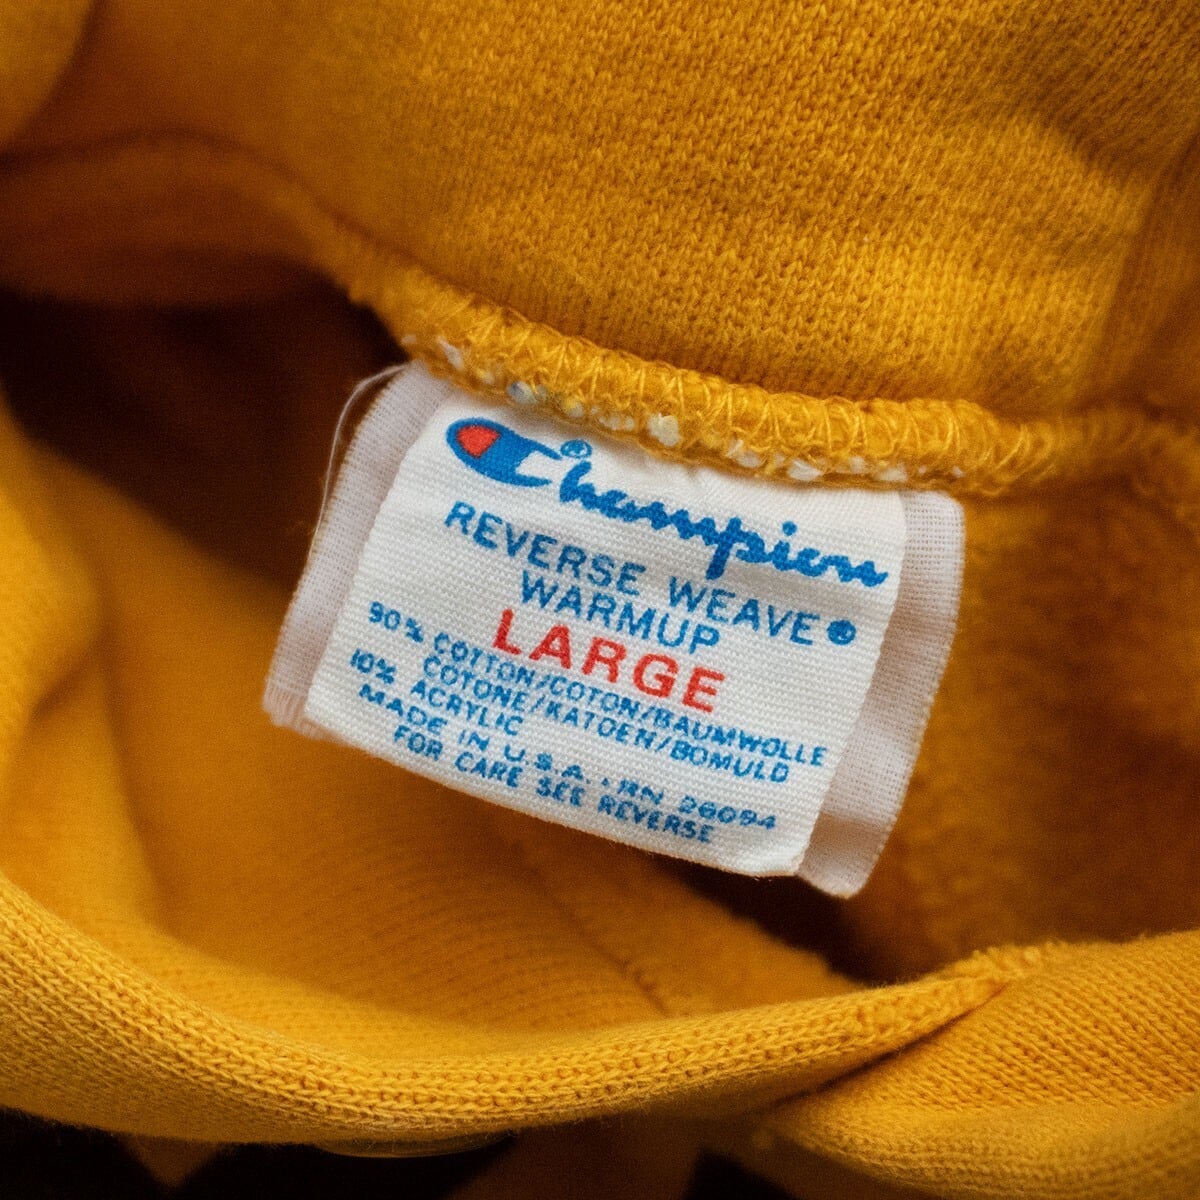 Champion®
REVERSE WEAVE®
WARMUP
LARGE
90% COTTON/COTON/BAUMWOLLE
COTONE/KATOEN/BOMULD
10% ACRYLIC
MADE IN U.S.A. RN 26094
FOR CARE SEE REVERSE